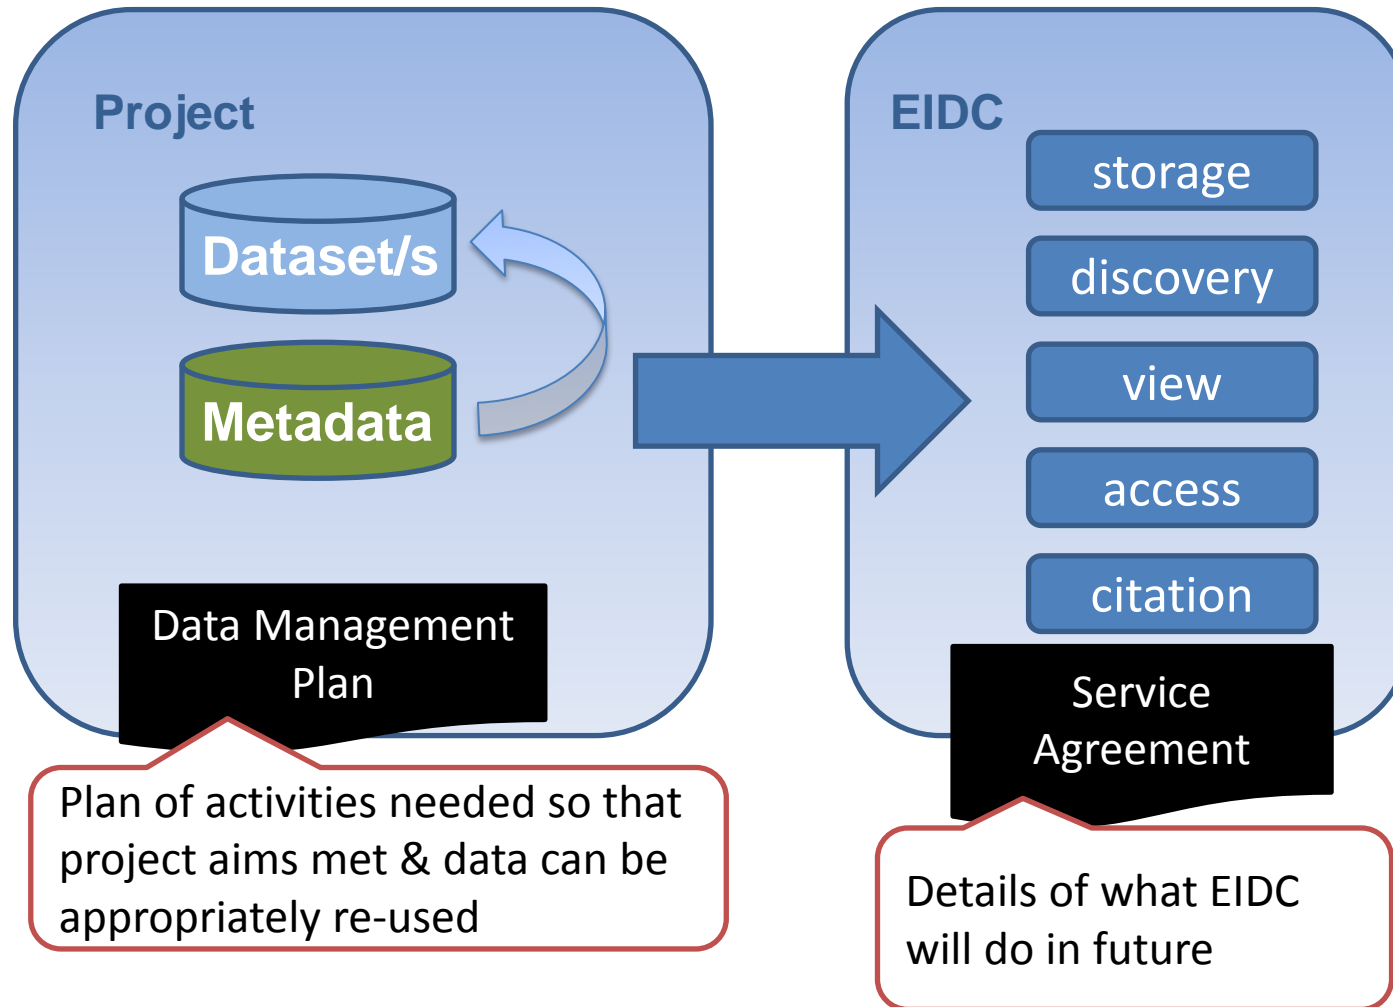 Project
Dataset/s
Metadata
Data Management
Plan
Plan of activities needed so that
project aims met & data can be
appropriately re-used
EIDC
storage
discovery
view
access
citation
Service
Agreement
Details of what EIDC
will do in future